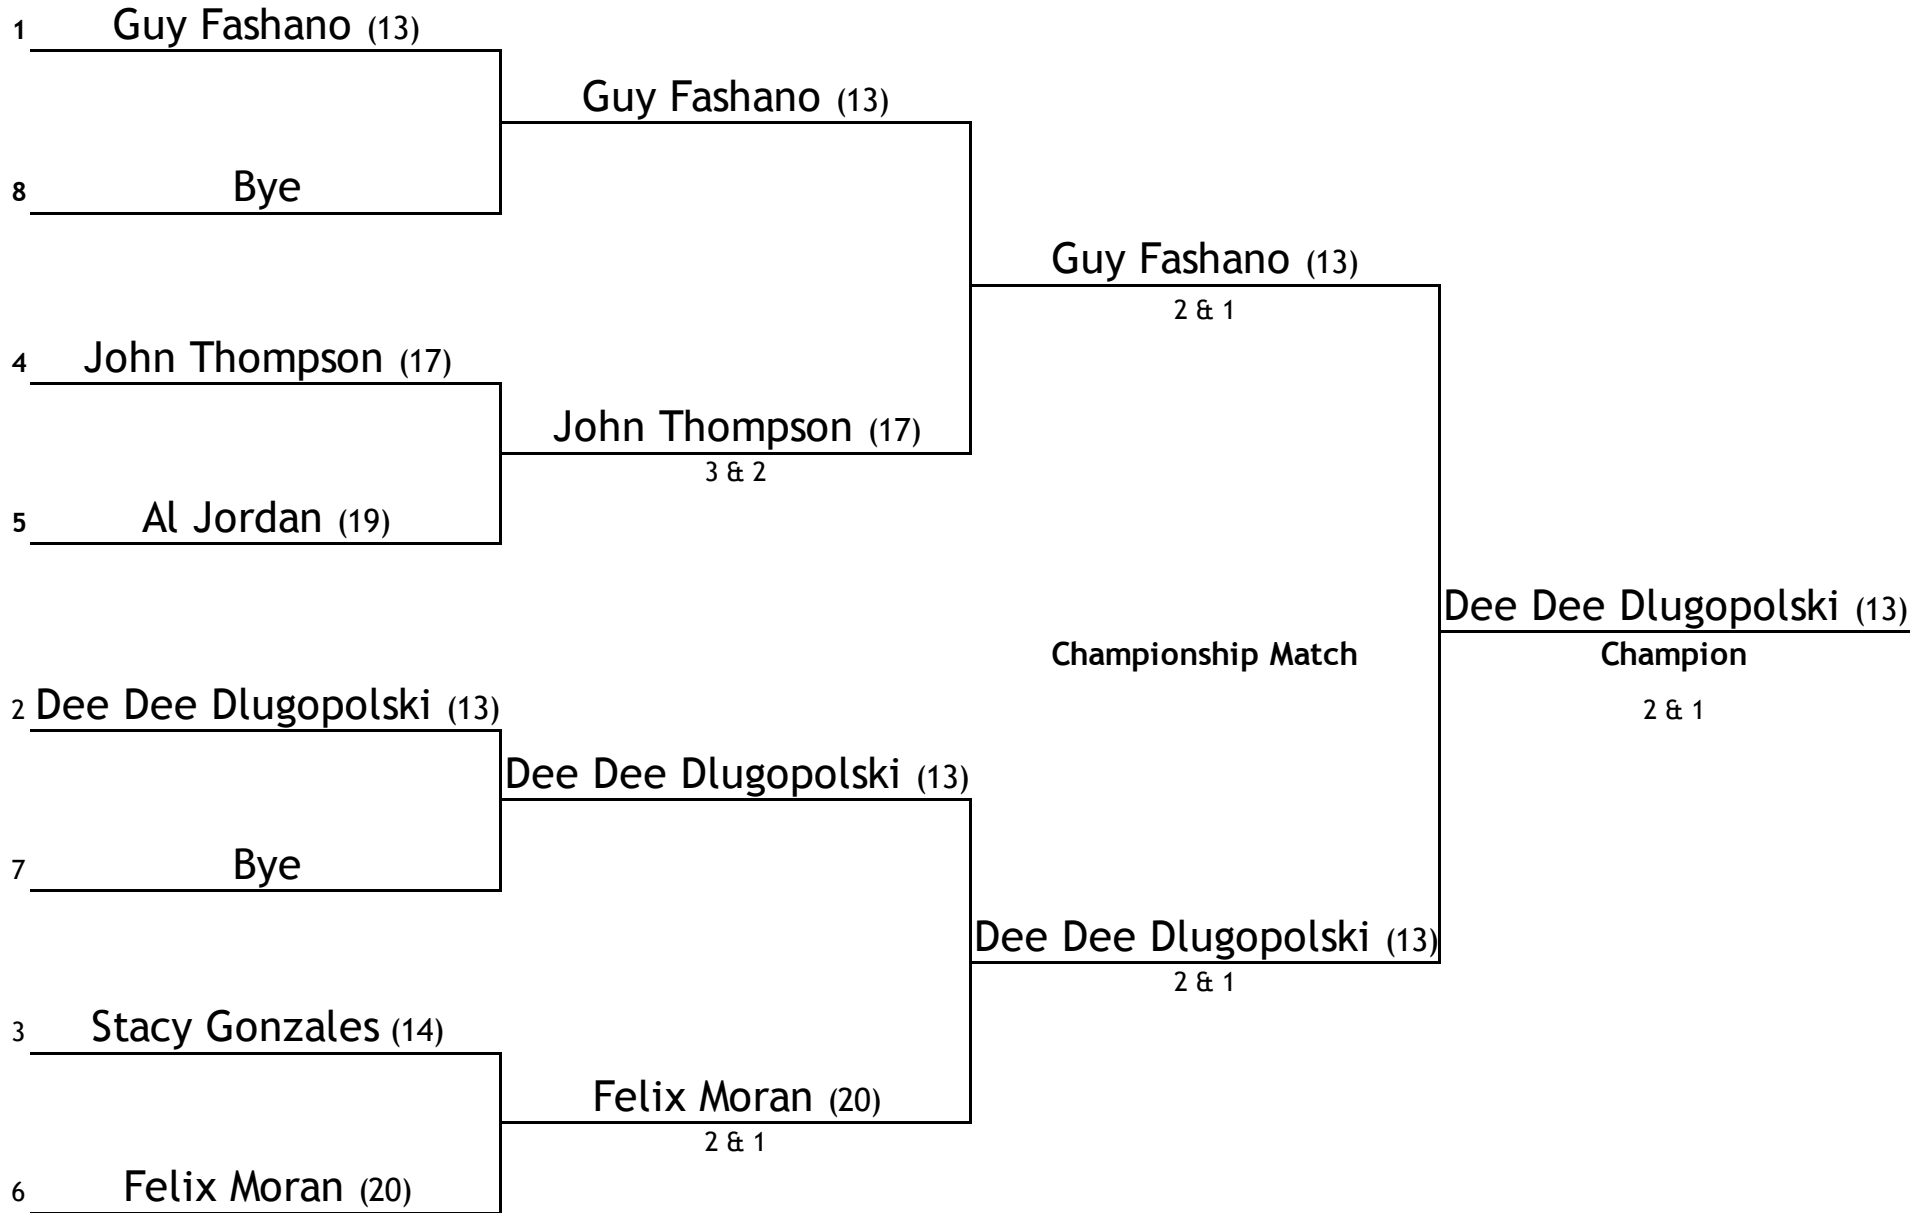 1 Guy Fashano (13)
Guy Fashano (13)
8 Bye
Guy Fashano (13)
2 & 1
4 John Thompson (17)
John Thompson (17)
3 & 2
5 Al Jordan (19)
Dee Dee Dlugopolski (13)
Championship Match
Champion
2 & 1
2 Dee Dee Dlugopolski (13)
Dee Dee Dlugopolski (13)
7 Bye
Dee Dee Dlugopolski (13)
2 & 1
3 Stacy Gonzales (14)
Felix Moran (20)
2 & 1
6 Felix Moran (20)